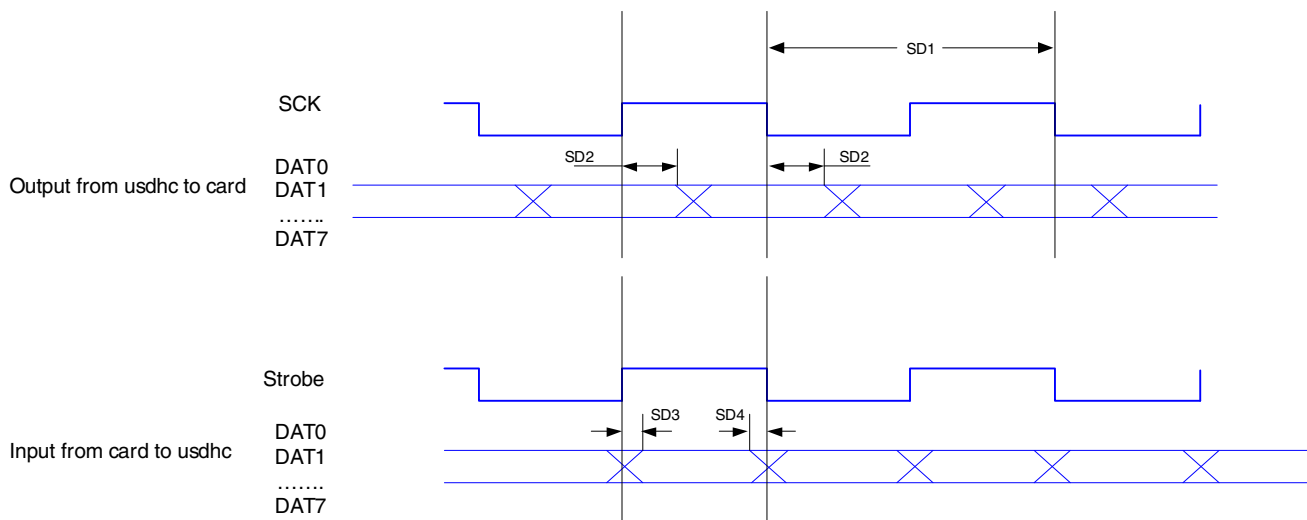 SD1
SCK
SD2
SD2
DAT0
Output from usdhc to card
DAT1
.......
DAT7
Strobe
SD3
SD4
DAT0
Input from card to usdhc
DAT1
.......
DAT7